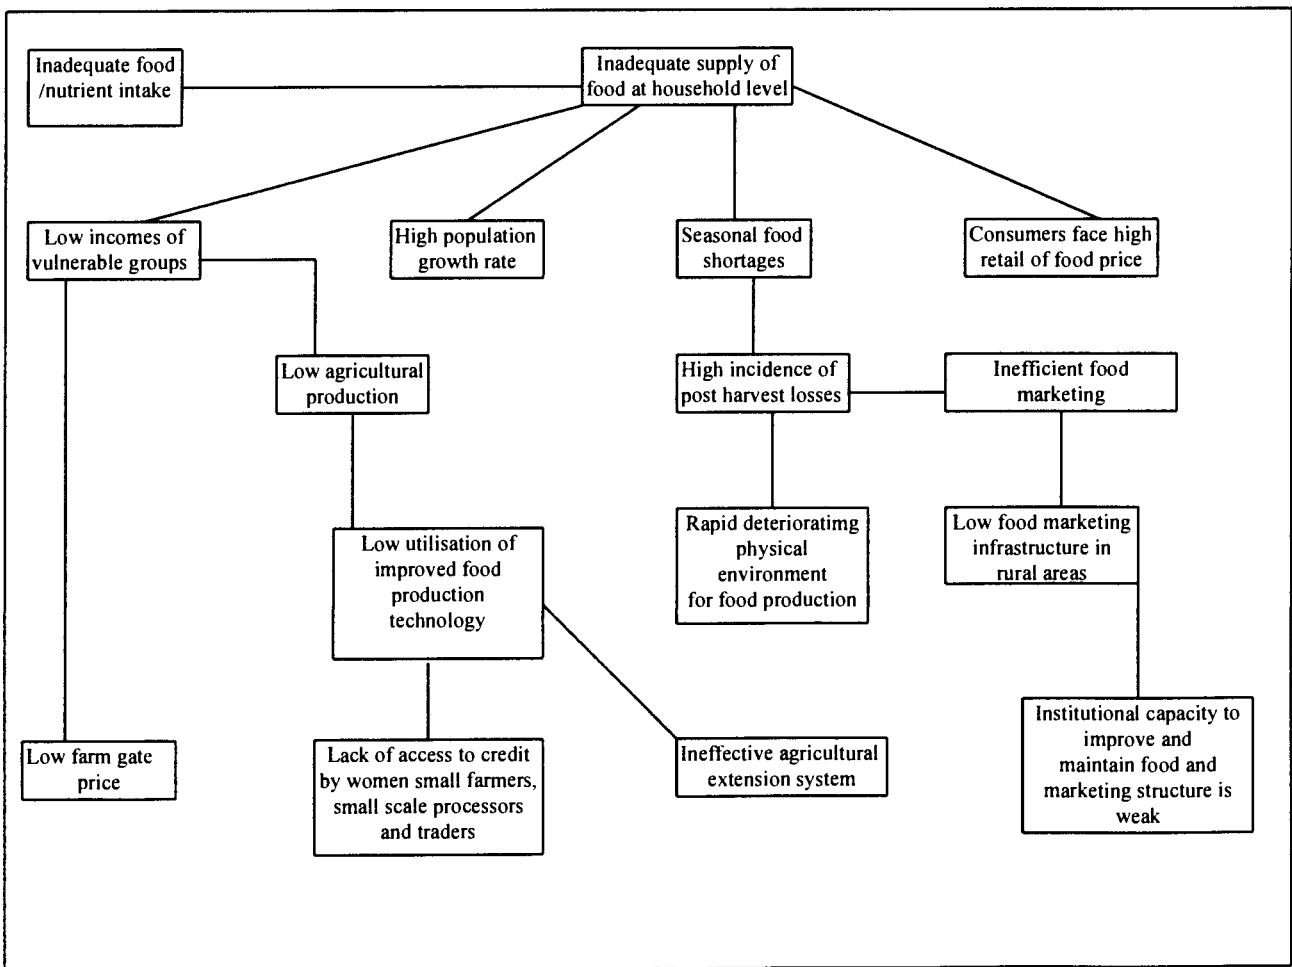 Inadequate food
/nutrient intake
Inadequate supply of
food at household level
Low incomes of
vulnerable groups
High population
growth rate
Seasonal food
shortages
Consumers face high
retail of food price
Low agricultural
production
High incidence of
post harvest losses
Inefficient food
marketing
Low utilisation of
improved food
production
technology
Rapid deterioratimg
physical
environment
for food production
Low food marketing
infrastructure in
rural areas
Low farm gate
price
Lack of access to credit
by women small farmers,
small scale processors
and traders
Ineffective agricultural
extension system
Institutional capacity to
improve and
maintain food and
marketing structure is
weak